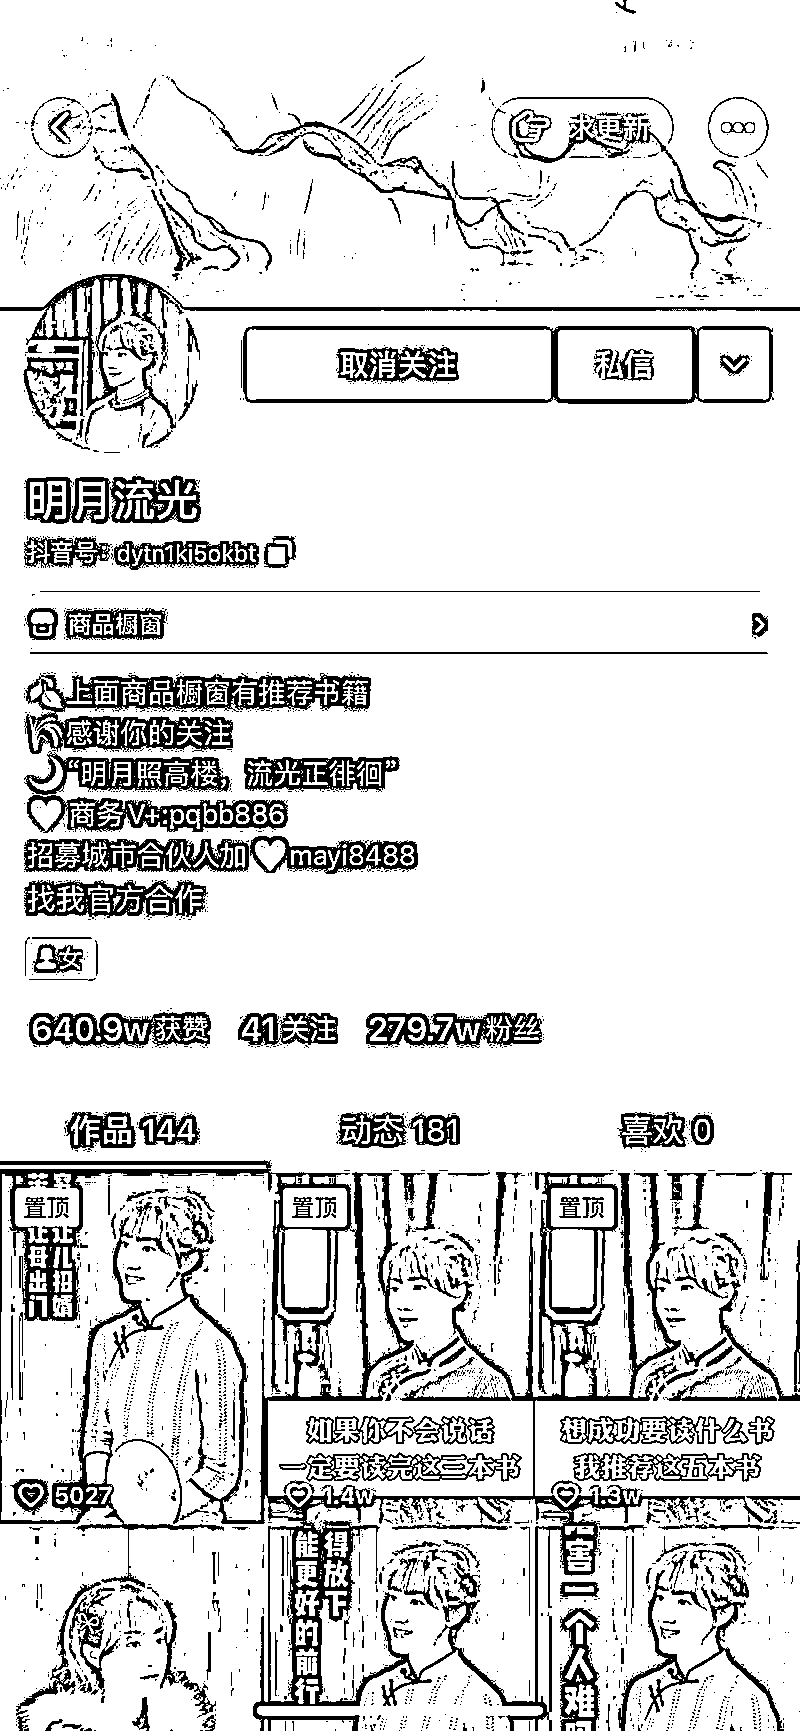 求更新
取消关注 私信
明月流光
抖音号: dytn1ki5okbt
商品橱窗
上面商品橱窗有推荐书籍
感谢你的关注
“明月照高楼，流光正徘徊”
商务V+:pqbb886
招募城市合伙人加mayi8488
找我官方合作
女
640.9w获赞 41关注 279.7w粉丝
作品 144 动态 181 喜欢 0
置顶
5027
置顶
如果你不会说话
一定要读完这三本书
1.4w
置顶
想成功要读什么书
我推荐这五本书
1.3w
得放下
能更好的前行
害一个人难